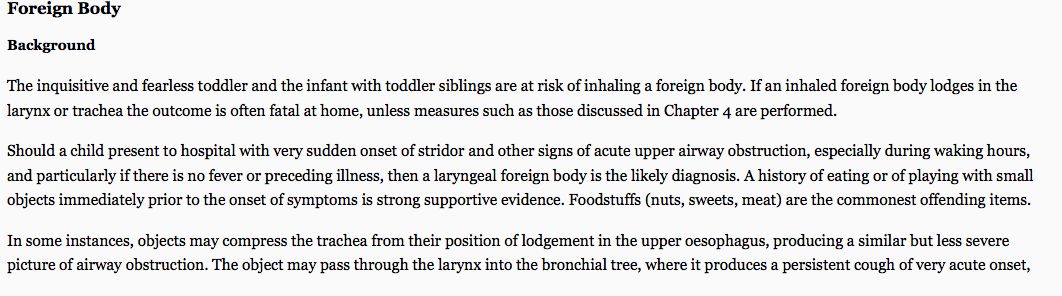 Foreign Body
Background
The inquisitive and fearless toddler and the infant with toddler siblings are at risk of inhaling a foreign body. If an inhaled foreign body lodges in the
larynx or trachea the outcome is often fatal at home, unless measures such as those discussed in Chapter 4 are performed.
Should a child present to hospital with very sudden onset of stridor and other signs of acute upper airway obstruction, especially during waking hours,
and particularly if there is no fever or preceding illness, then a laryngeal foreign body is the likely diagnosis. A history of eating or of playing with small
objects immediately prior to the onset of symptoms is strong supportive evidence. Foodstuffs (nuts, sweets, meat) are the commonest offending items.
In some instances, objects may compress the trachea from their position of lodgement in the upper oesophagus, producing a similar but less severe
picture of airway obstruction. The object may pass through the larynx into the bronchial tree, where it produces a persistent cough of very acute onset,